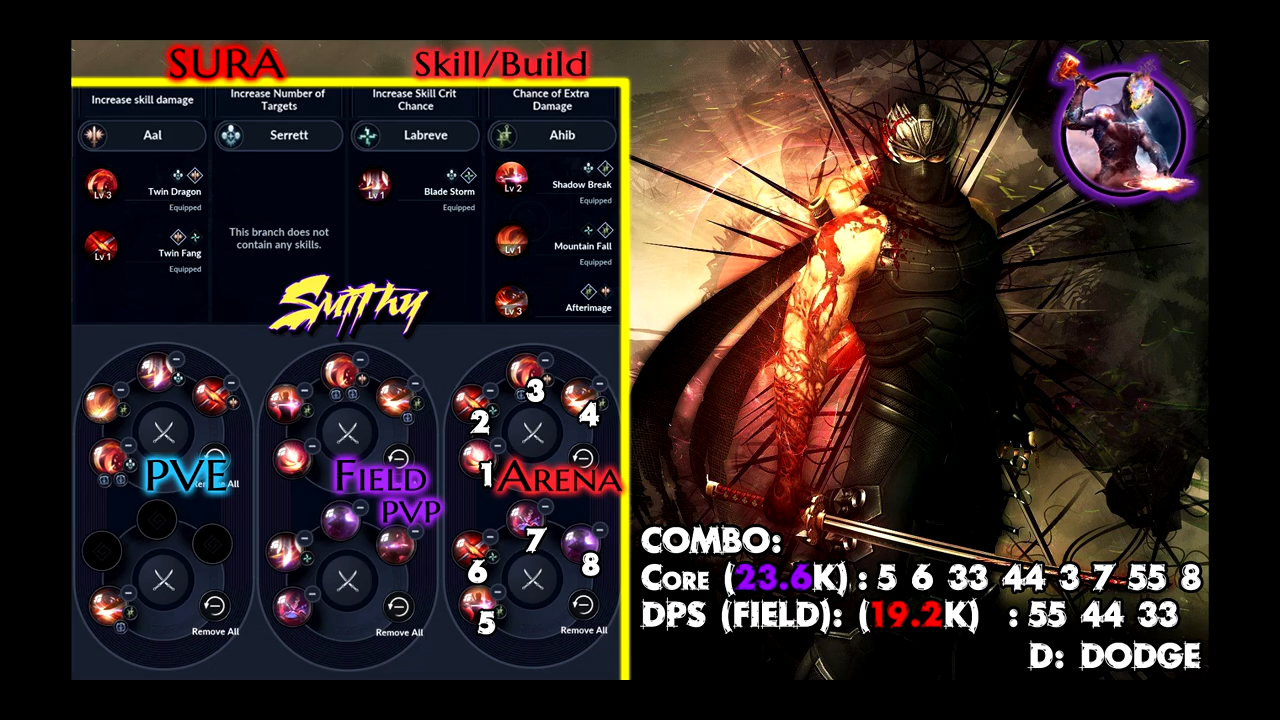 SURA
Skill/Build
Increase skill damage
Increase Number of
Targets
Increase Skill Crit
Chance
Chance of Extra
Damage
Aal
Serrett
Labreve
Ahib
Lv 3
Twin Dragon
Equipped
Lv 1
Twin Fang
Equipped
This branch does not
contain any skills.
Lv 1
Blade Storm
Equipped
Lv 2
Shadow Break
Equipped
Lv 1
Mountain Fall
Equipped
Lv 3
Afterimage
Smithy
PVE
Remove All
Field
PVP
Arena
1
2
3
4
5
6
7
8
Remove All
Remove All
Remove All
COMBO:
Core (23.6K) : 5 6 33 44 3 7 55 8
DPS (FIELD): (19.2K) : 55 44 33
D: DODGE